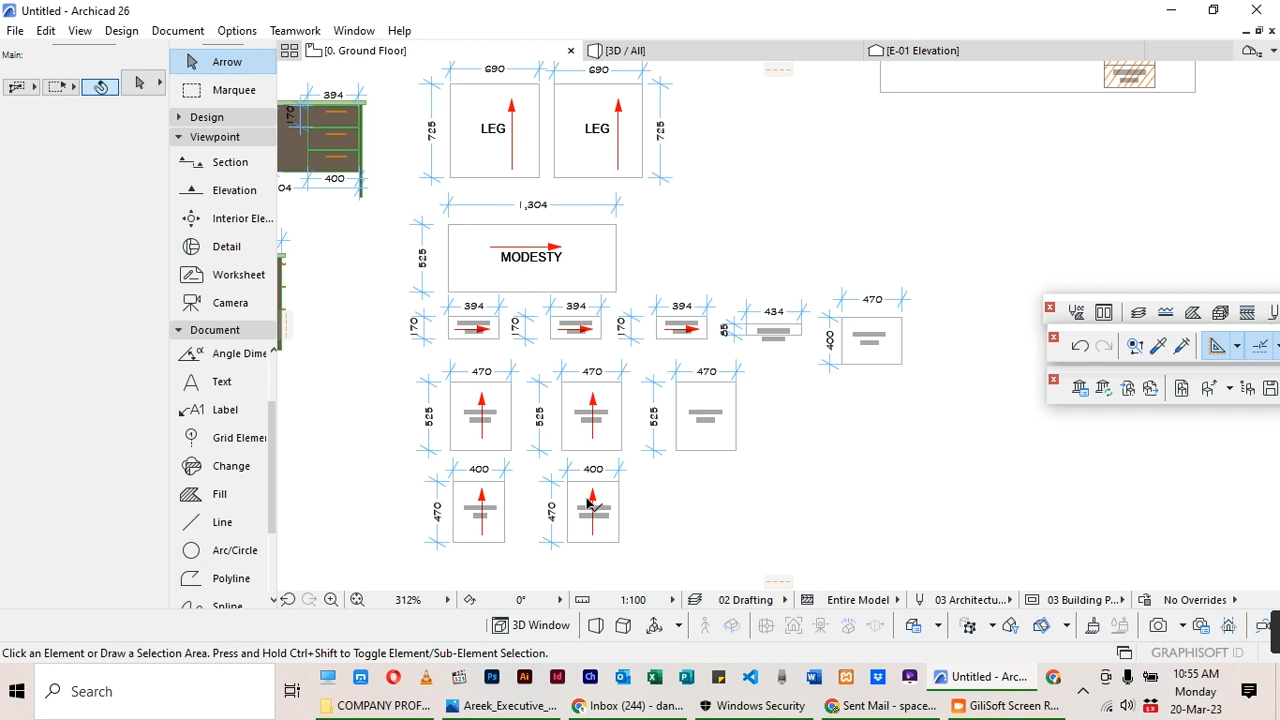 Untitled - Archicad 26
File Edit View Design Document Options Teamwork Window Help
Main:
Arrow
[0. Ground Floor]
[3D / All]
[E-01 Elevation]
Marquee
Design
Viewpoint
Section
Elevation
Interior Ele...
Detail
Worksheet
Camera
Document
Angle Dime
Text
Label
Grid Elemer
Change
Fill
Line
Arc/Circle
Polyline
Spline
394
170
400
04
690 690
725 LEG LEG 725
1,304
525 MODESTY
394 394 394 434 470
170 170 170 85 400
470 470 470
525 525 525
400 400
470 470
312% 0° 1:100 02 Drafting Entire Model 03 Architectu... 03 Building P... No Overrides
3D Window
Click an Element or Draw a Selection Area. Press and Hold Ctrl+Shift to Toggle Element/Sub-Element Selection.
GRAPHISOFT ID
Search
Untitled - Arc...
COMPANY PROF...
Areek_Executive_...
Inbox (244) - dan...
Windows Security
Sent Mail - space...
GiliSoft Screen R...
10:55 AM
Monday
20-Mar-23